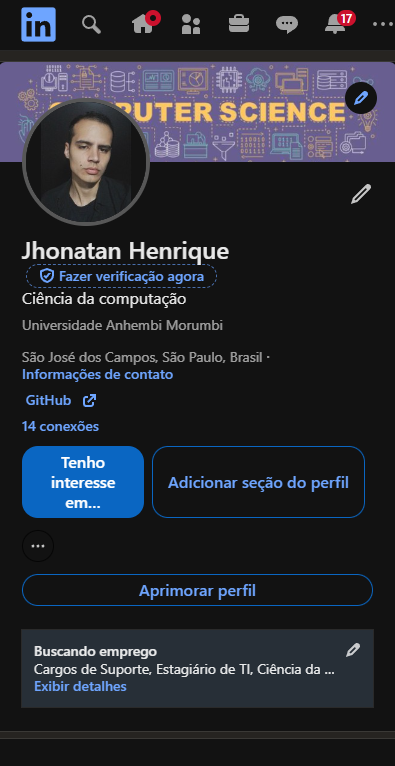 in
17
COMPUTER SCIENCE
Jhonatan Henrique
Fazer verificação agora
Ciência da computação
Universidade Anhembi Morumbi
São José dos Campos, São Paulo, Brasil ·
Informações de contato
GitHub
14 conexões
Tenho
interesse
em...
Adicionar seção do perfil
Aprimorar perfil
Buscando emprego
Cargos de Suporte, Estagiário de TI, Ciência da ...
Exibir detalhes